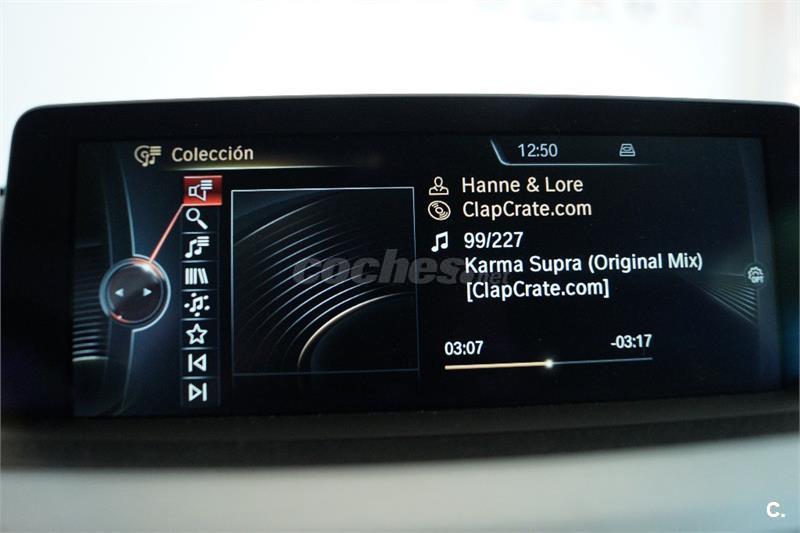 Colección
12:50
Hanne & Lore
ClapCrate.com
99/227
Karma Supra (Original Mix)
[ClapCrate.com]
03:07
-03:17
OPT
coches.net
C.